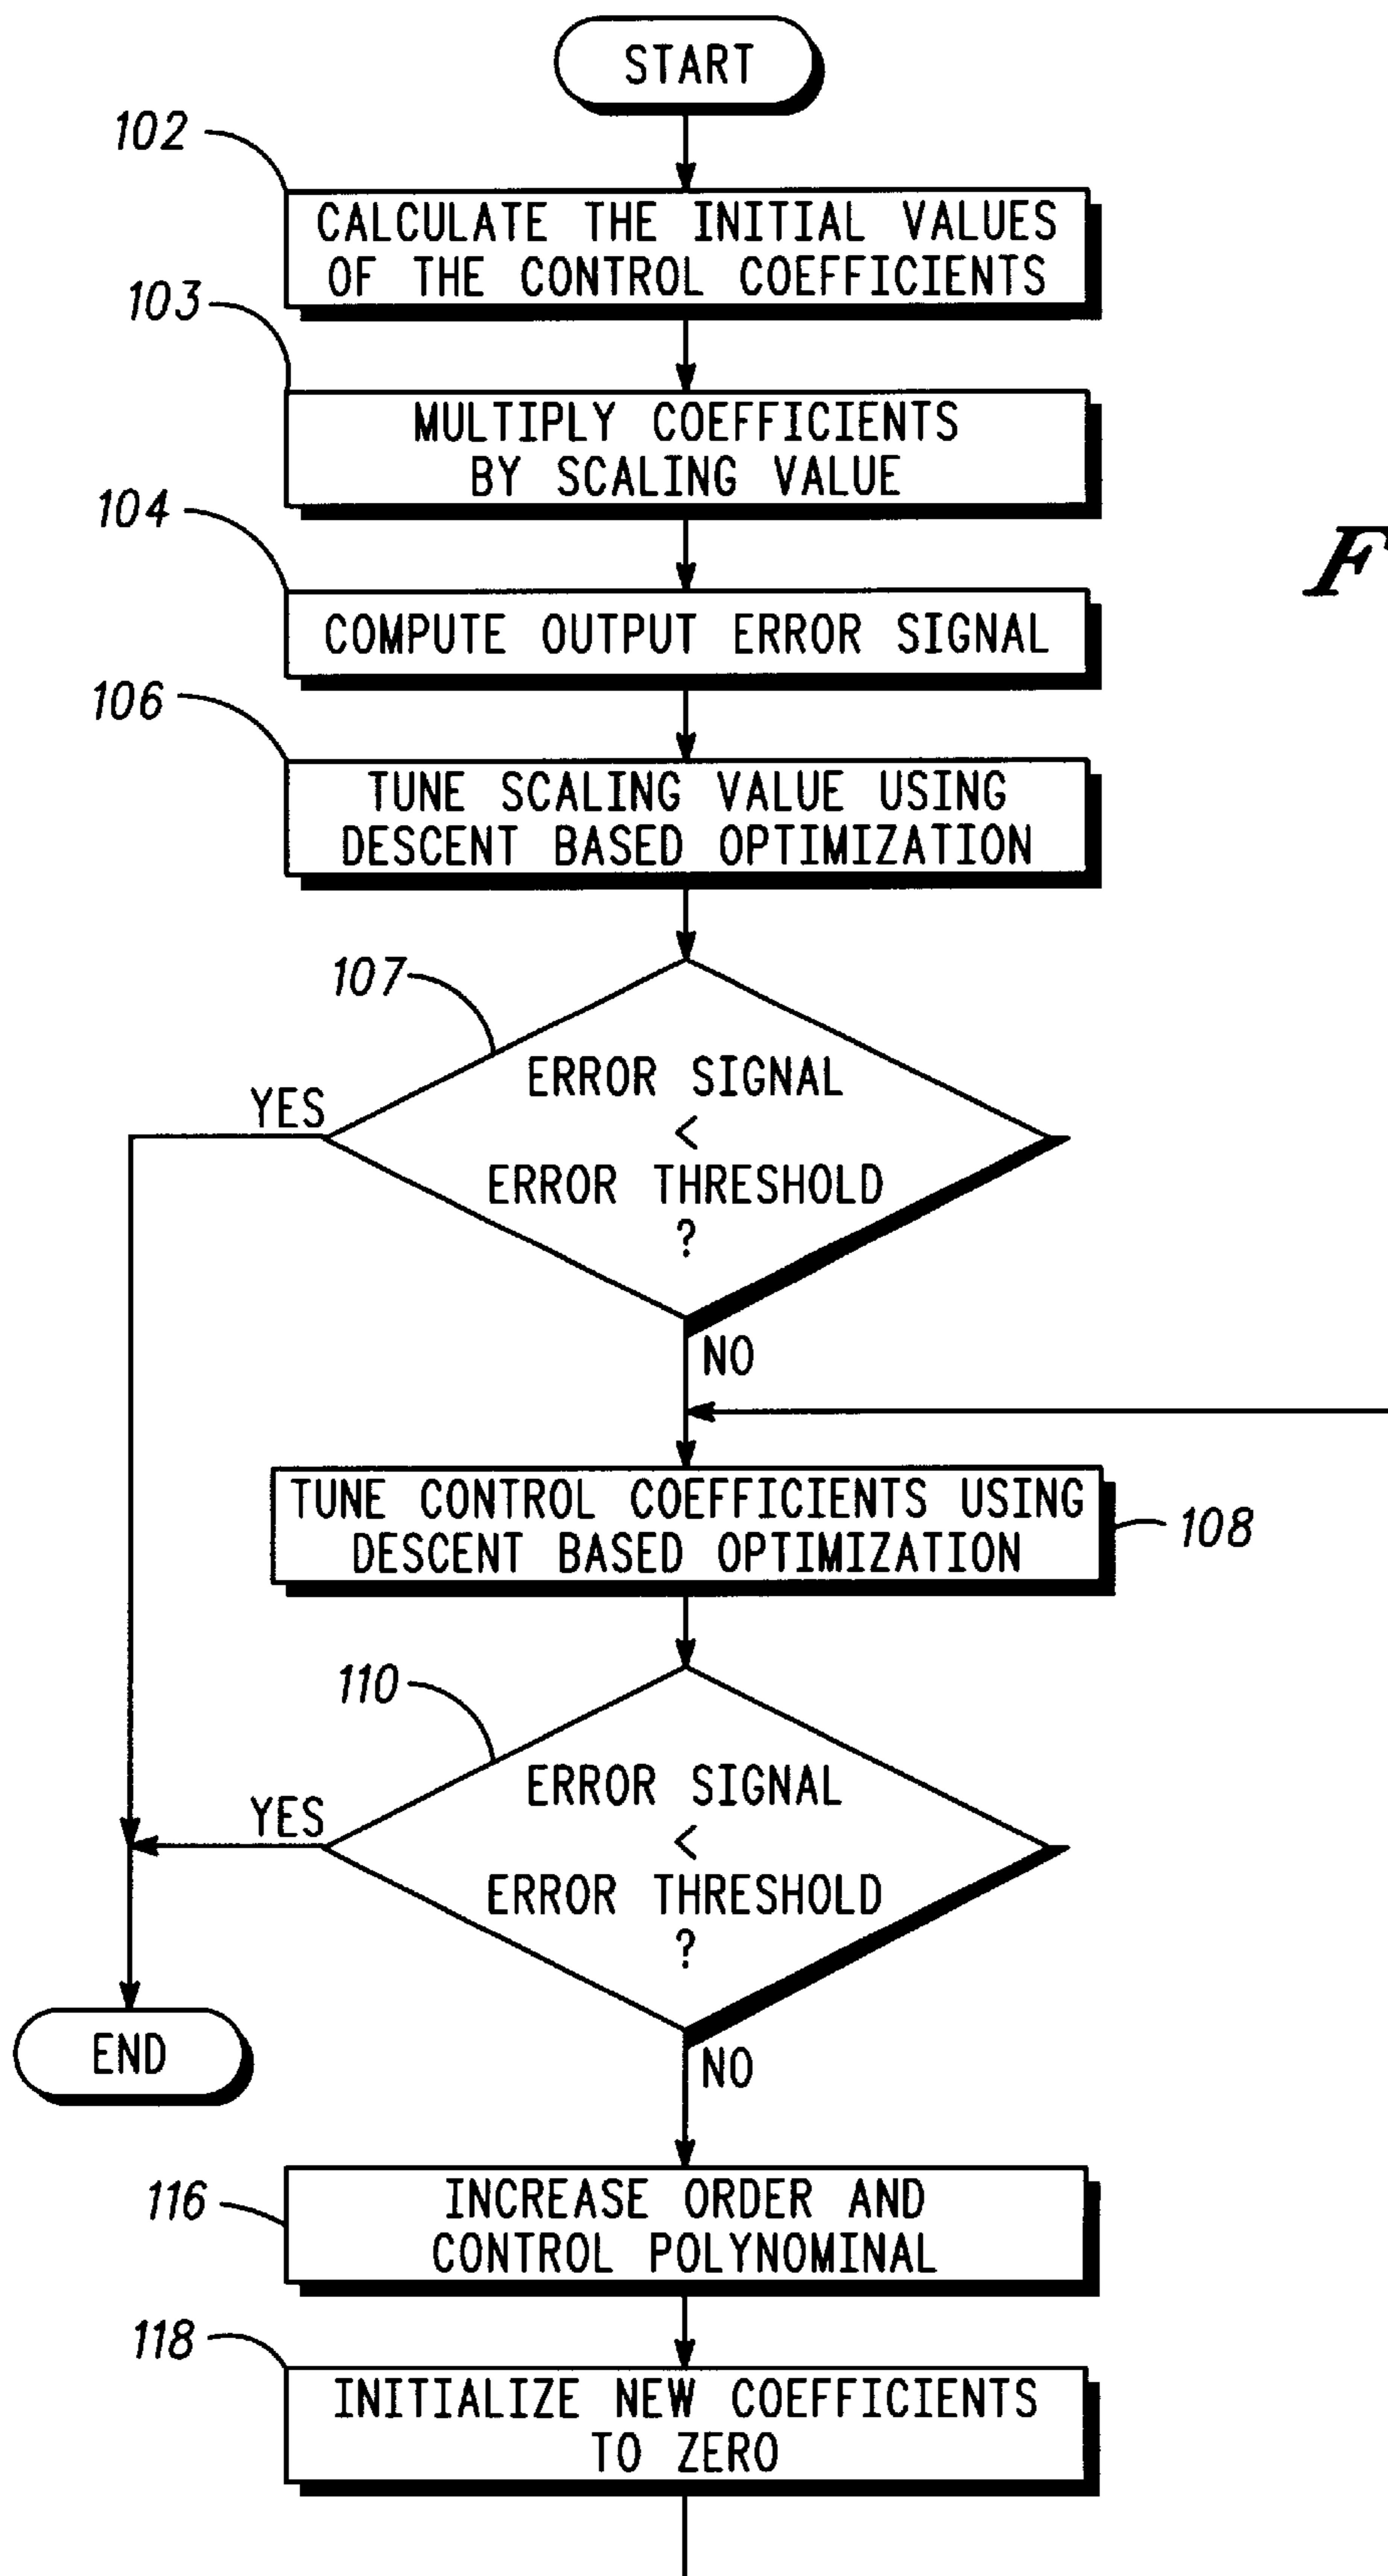 START
102
CALCULATE THE INITIAL VALUES
OF THE CONTROL COEFFICIENTS
103
MULTIPLY COEFFICIENTS
BY SCALING VALUE
104
F
COMPUTE OUTPUT ERROR SIGNAL
106
TUNE SCALING VALUE USING
DESCENT BASED OPTIMIZATION
107
ERROR SIGNAL
<
ERROR THRESHOLD
?
YES
NO
TUNE CONTROL COEFFICIENTS USING
DESCENT BASED OPTIMIZATION
108
110
ERROR SIGNAL
<
ERROR THRESHOLD
?
YES
END
NO
116
INCREASE ORDER AND
CONTROL POLYNOMINAL
118
INITIALIZE NEW COEFFICIENTS
TO ZERO